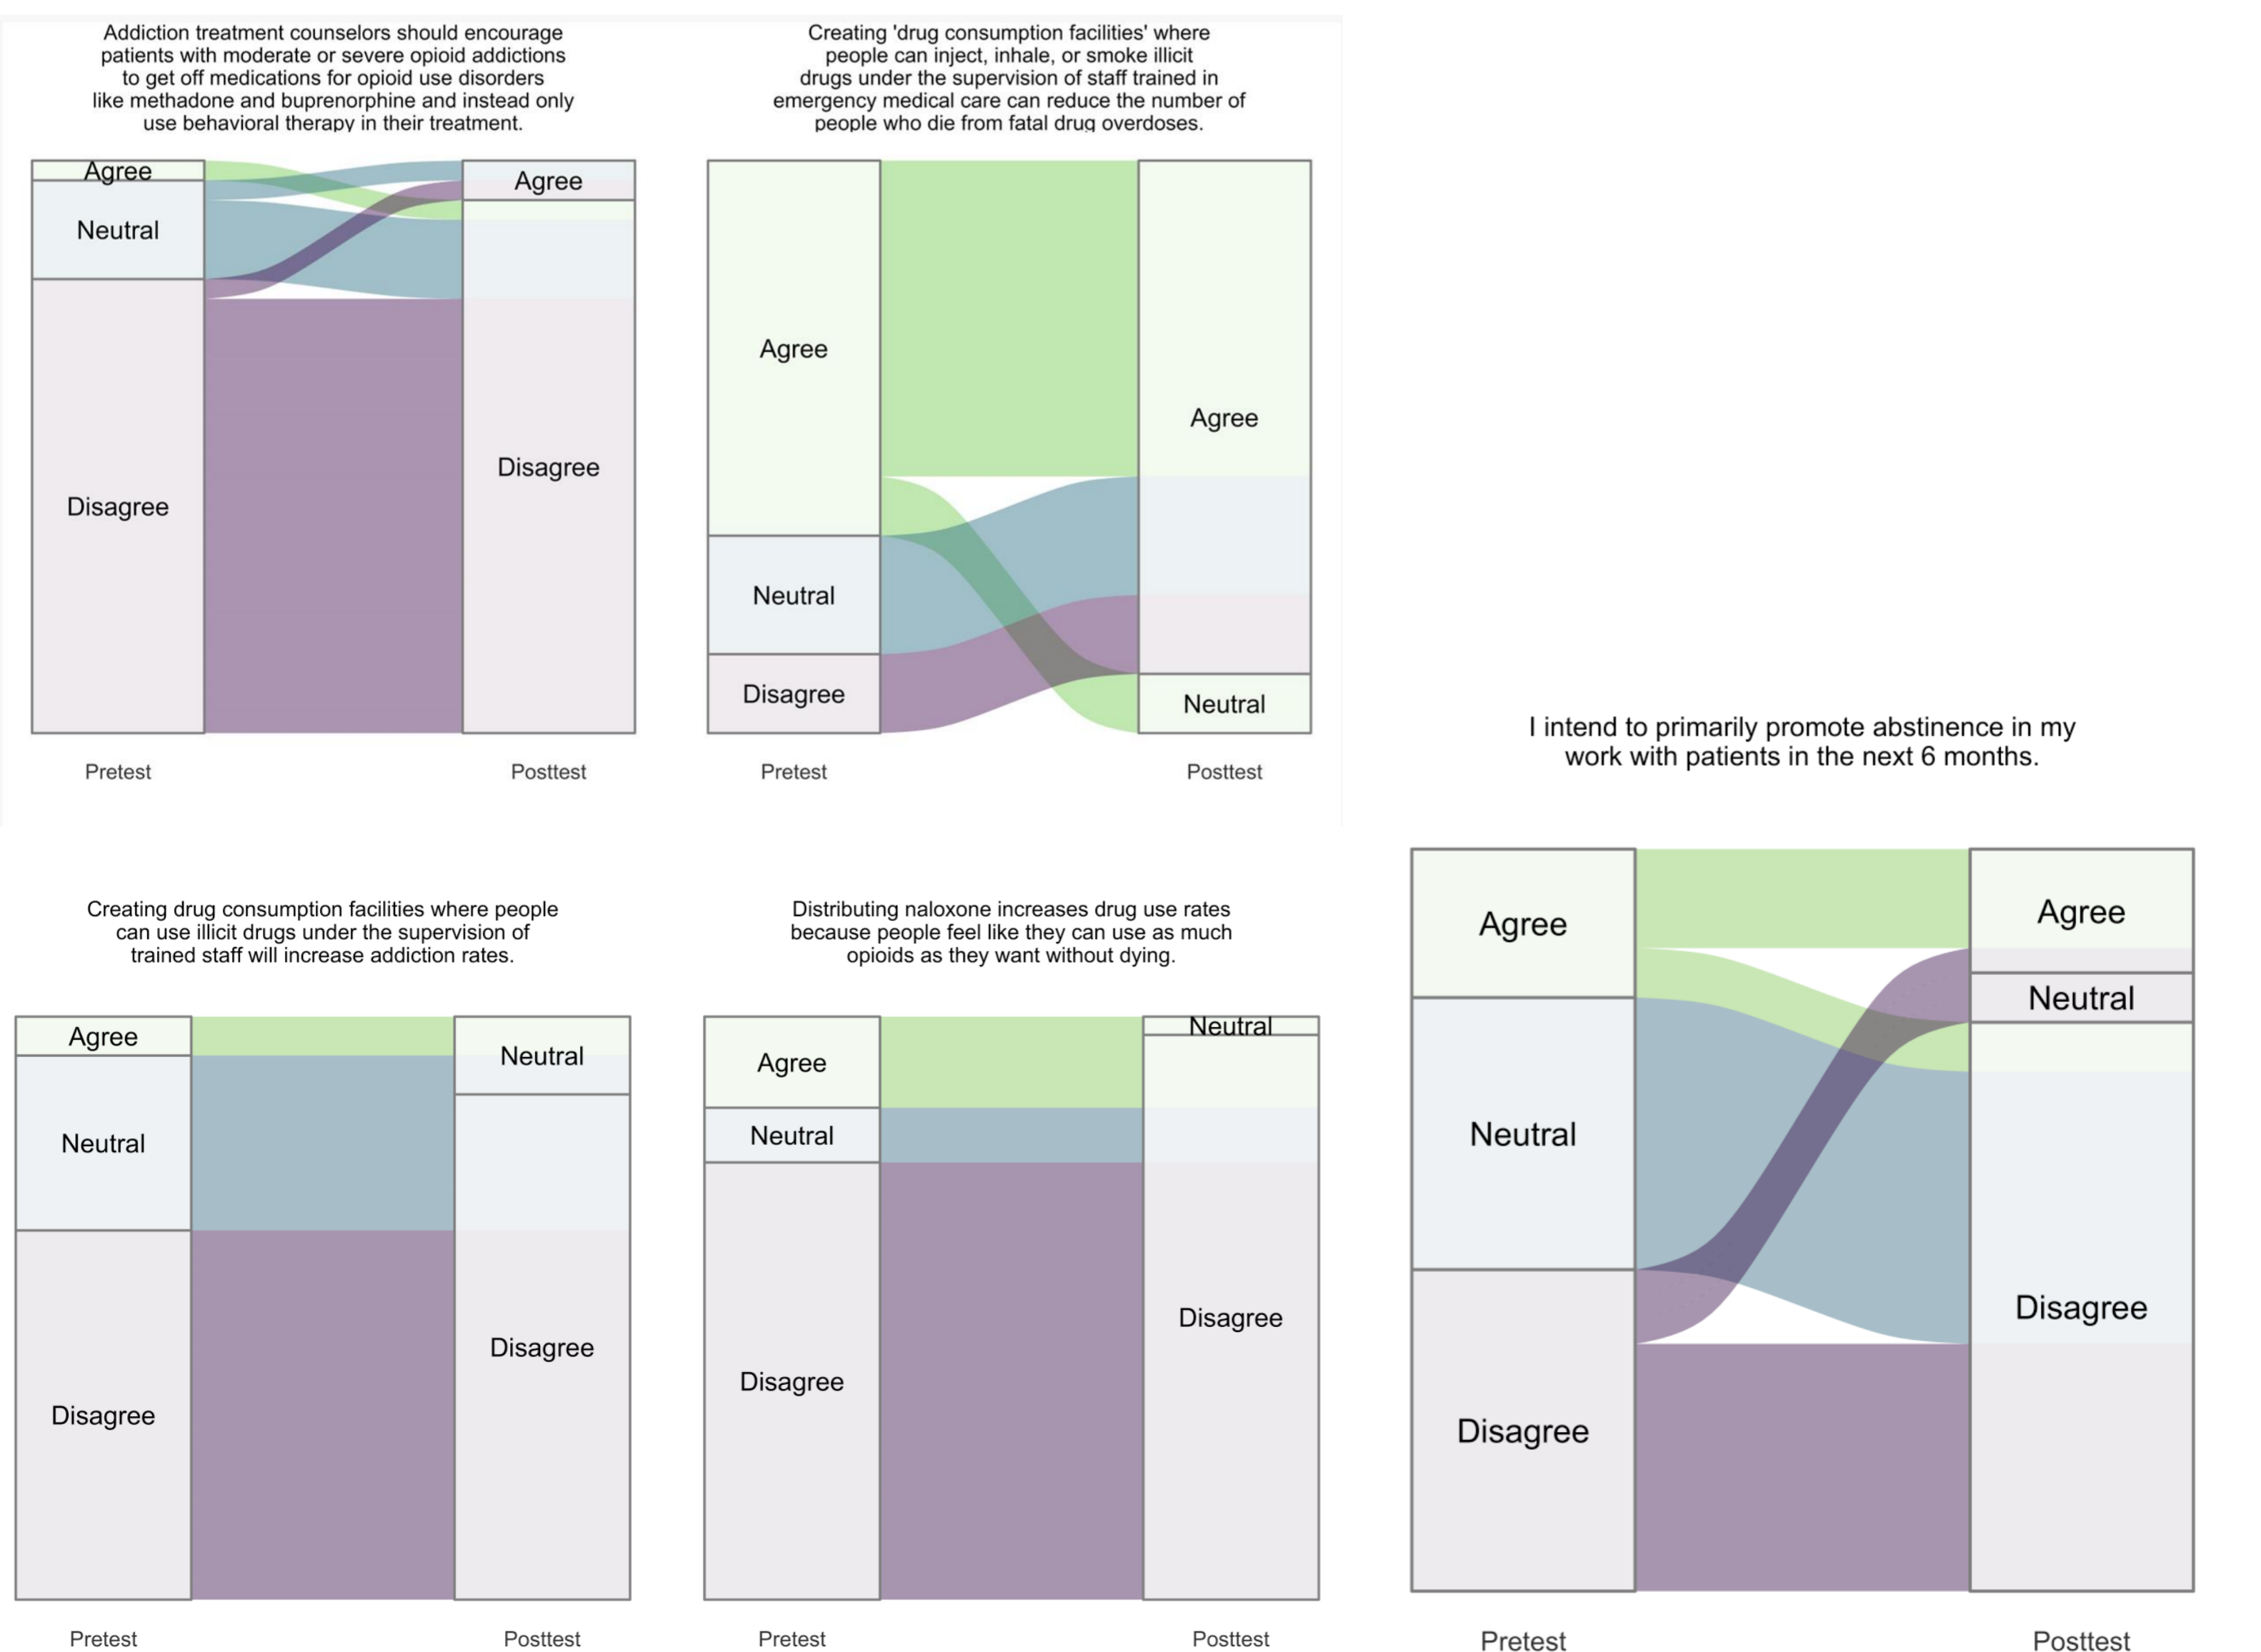 Addiction treatment counselors should encourage
patients with moderate or severe opioid addictions
to get off medications for opioid use disorders
like methadone and buprenorphine and instead only
use behavioral therapy in their treatment.
Agree
Neutral
Disagree
Agree
Disagree
Pretest
Posttest
Creating 'drug consumption facilities' where
people can inject, inhale, or smoke illicit
drugs under the supervision of staff trained in
emergency medical care can reduce the number of
people who die from fatal drug overdoses.
Agree
Neutral
Disagree
Agree
Neutral
Pretest
Posttest
Creating drug consumption facilities where people
can use illicit drugs under the supervision of
trained staff will increase addiction rates.
Agree
Neutral
Disagree
Neutral
Disagree
Pretest
Posttest
Distributing naloxone increases drug use rates
because people feel like they can use as much
opioids as they want without dying.
Agree
Neutral
Disagree
Neutral
Disagree
Pretest
Posttest
I intend to primarily promote abstinence in my
work with patients in the next 6 months.
Agree
Neutral
Disagree
Agree
Neutral
Disagree
Pretest
Posttest